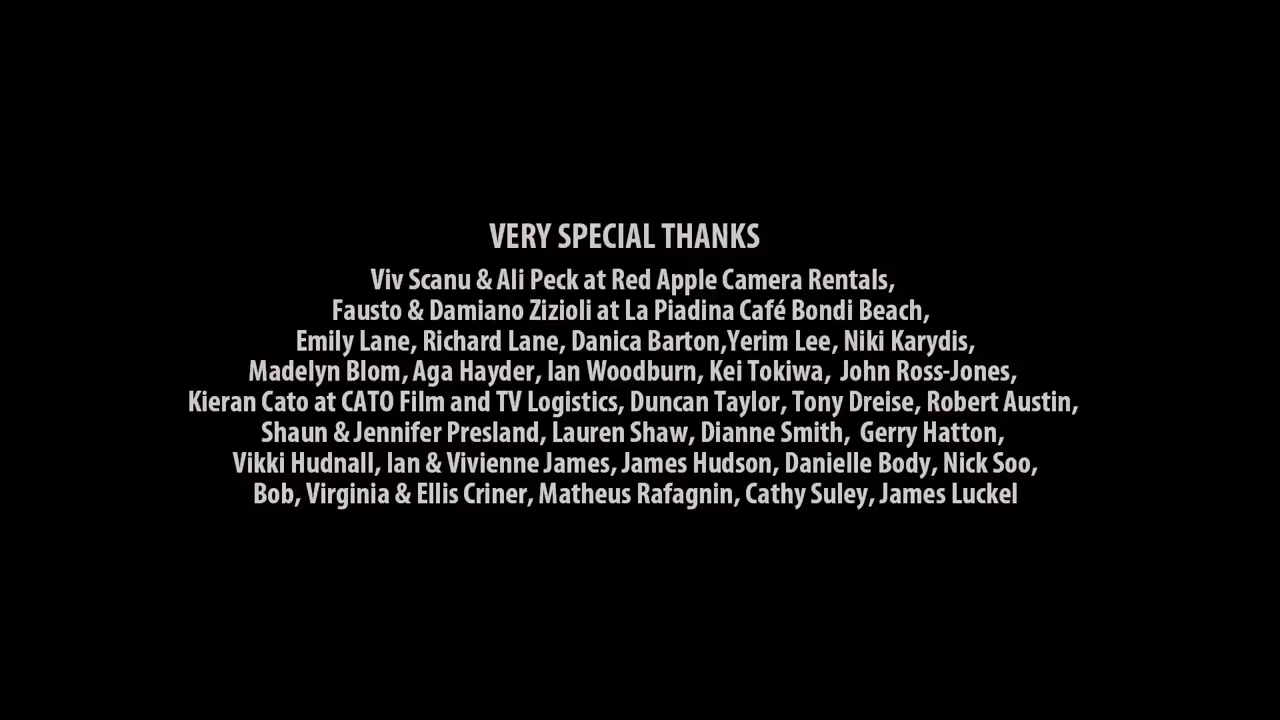 VERY SPECIAL THANKS
Viv Scanu & Ali Peck at Red Apple Camera Rentals,
Fausto & Damiano Zizioli at La Piadina Café Bondi Beach,
Emily Lane, Richard Lane, Danica Barton,Yerim Lee, Niki Karydis,
Madelyn Blom, Aga Hayder, Ian Woodburn, Kei Tokiwa, John Ross-Jones,
Kieran Cato at CATO Film and TV Logistics, Duncan Taylor, Tony Dreise, Robert Austin,
Shaun & Jennifer Presland, Lauren Shaw, Dianne Smith, Gerry Hatton,
Vikki Hudnall, Ian & Vivienne James, James Hudson, Danielle Body, Nick Soo,
Bob, Virginia & Ellis Criner, Matheus Rafagnin, Cathy Suley, James Luckel